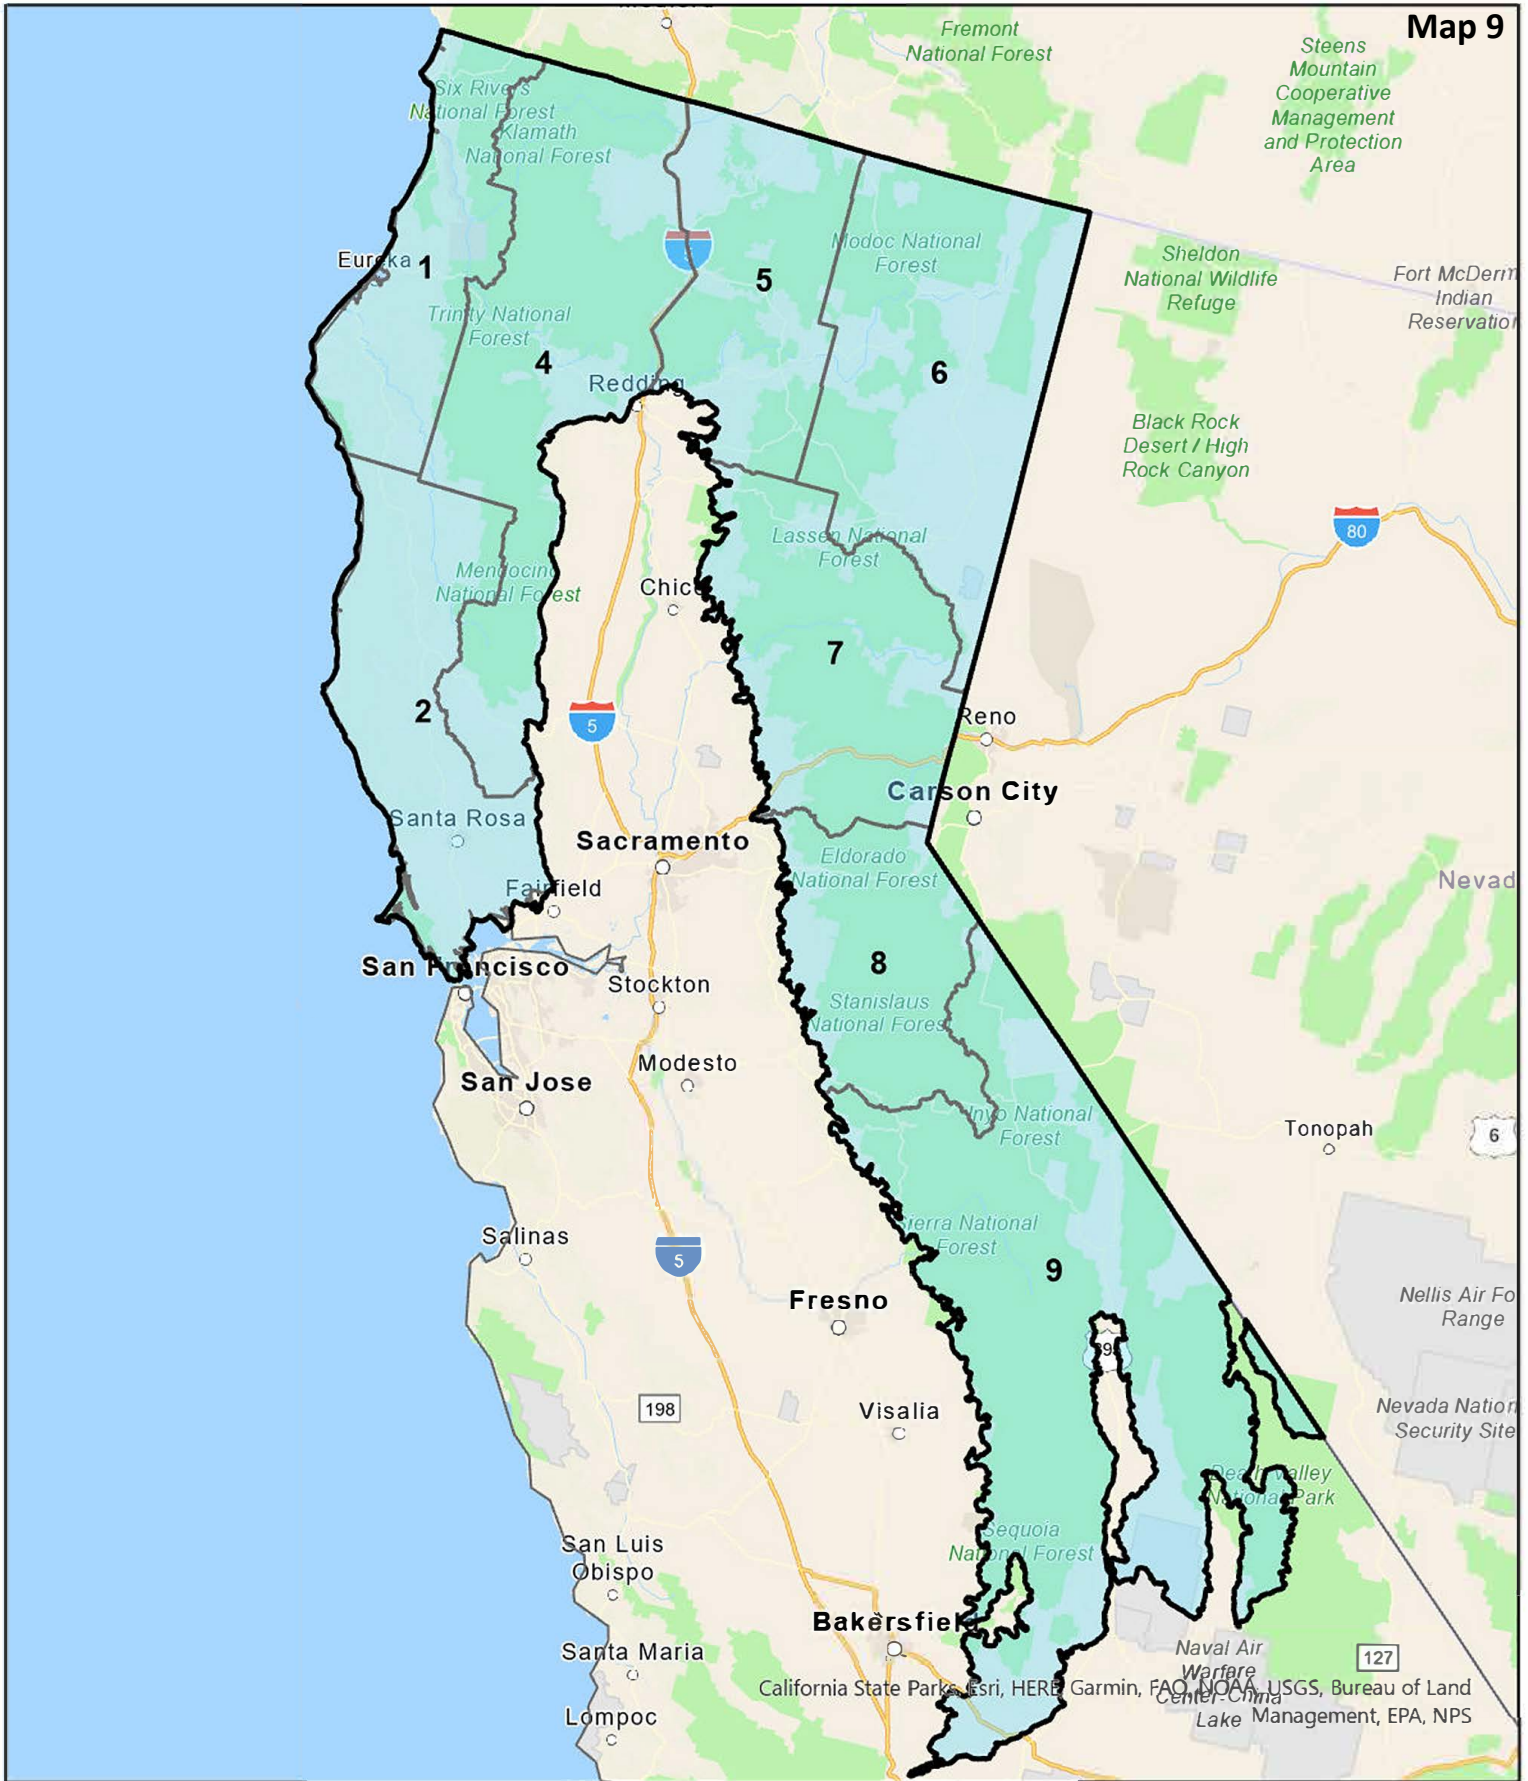 Map 9
Fremont
National Forest
Steens
Mountain
Cooperative
Management
and Protection
Area
Six Rivers
National Forest
Klamath
National Forest
Modoc National
Forest
Sheldon
National Wildlife
Refuge
Fort McDerm
Indian
Reservation
Eureka
1
5
Trinity National
Forest
4
6
Redding
Black Rock
Desert / High
Rock Canyon
80
Lassen National
Forest
Mendocino
National Forest
Chico
7
2
5
Reno
Carson City
Santa Rosa
Sacramento
Eldorado
National Forest
Nevad
Fairfield
San Francisco
8
Stockton
Stanislaus
National Forest
Modesto
San Jose
Inyo National
Forest
Tonopah
6
Salinas
Sierra National
Forest
5
9
Fresno
Nellis Air Fo
Range
395
198
Visalia
Nevada Nation
Security Site
Death Valley
National Park
San Luis
Obispo
Sequoia
National Forest
Bakersfield
Santa Maria
Naval Air
Warfare
Center-China
Lake
127
California State Parks, Esri, HERE, Garmin, FAO, NOAA, USGS, Bureau of Land
Management, EPA, NPS
Lompoc